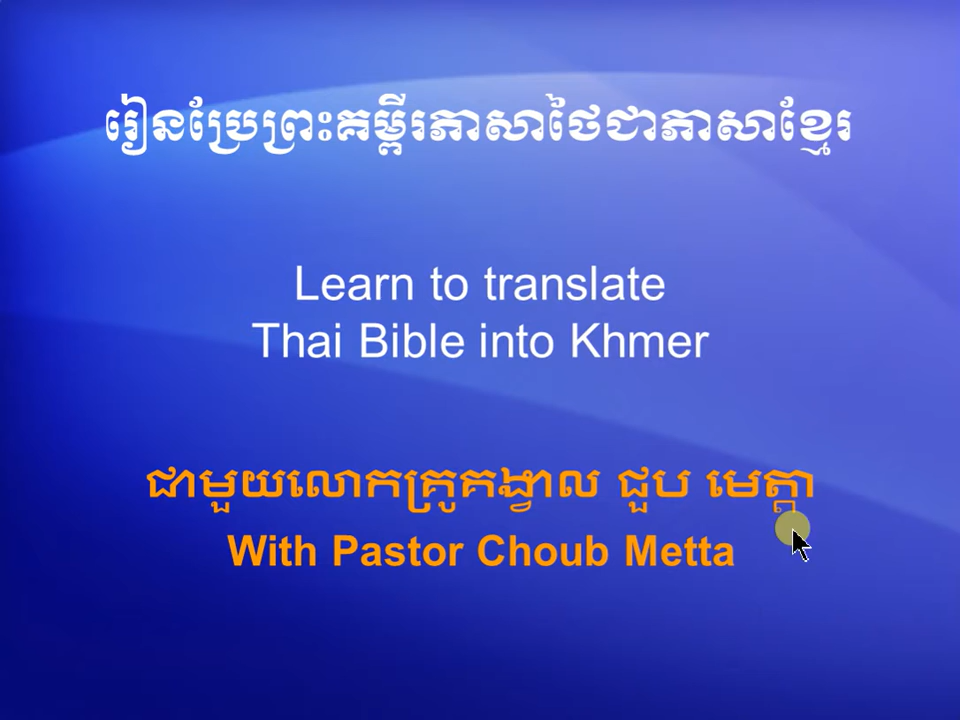 រៀនប្រែព្រះគម្ពីរភាសាថៃជាភាសាខ្មែរ
Learn to translate
Thai Bible into Khmer
ជាមួយលោកគ្រូគង្វាល ជួប មេត្តា
With Pastor Choub Metta